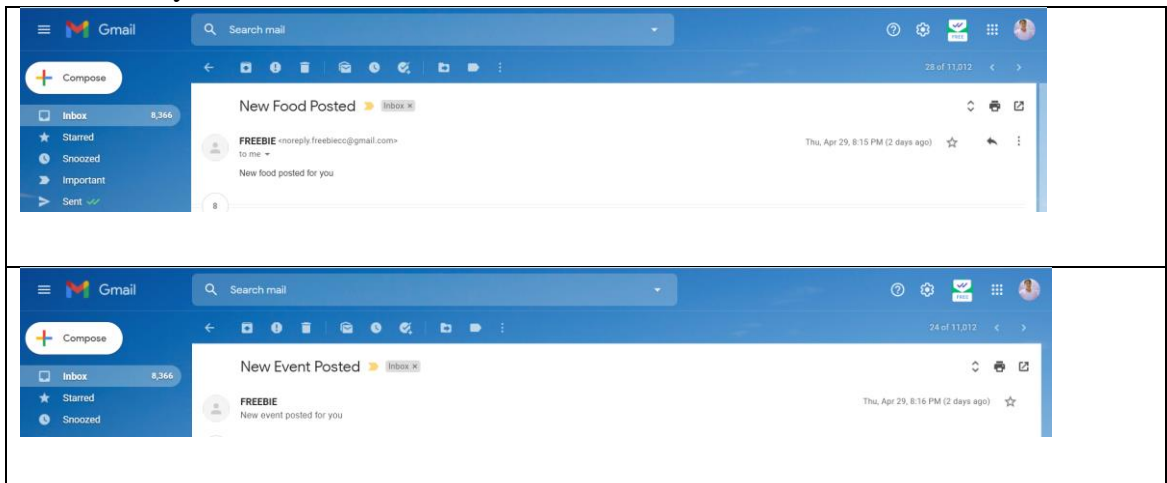 Gmail
Search mail
FREE
Compose
28 of 11,012
Inbox 8,366
Starred
Snoozed
Important
Sent
New Food Posted Inbox ×
FREEBIE <noreply.freebiecc@gmail.com>
to me
Thu, Apr 29, 8:15 PM (2 days ago)
New food posted for you
8
Gmail
Search mail
FREE
Compose
24 of 11,012
Inbox 8,366
Starred
Snoozed
New Event Posted Inbox ×
FREEBIE
Thu, Apr 29, 8:16 PM (2 days ago)
New event posted for you